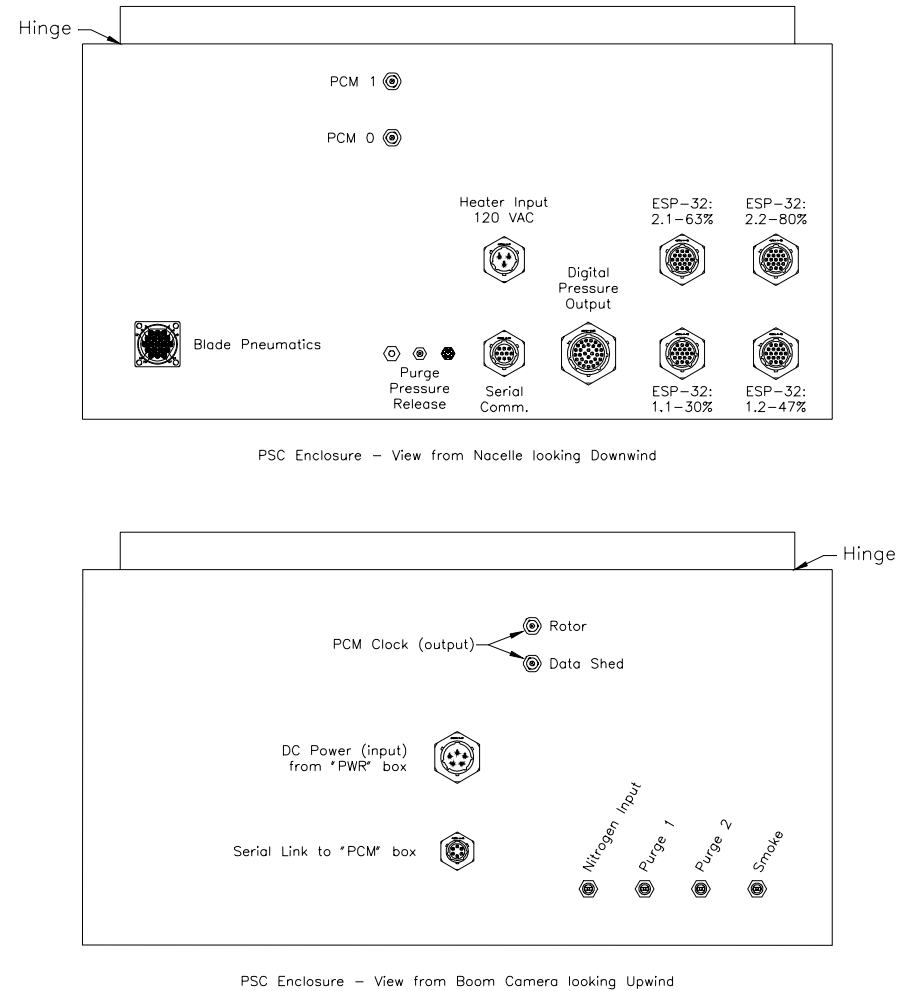 Hinge
PCM 1
PCM 0
Heater Input
120 VAC
ESP-32:
2.1-63%
ESP-32:
2.2-80%
Digital
Pressure
Output
Blade Pneumatics
Purge
Pressure
Release
Serial
Comm.
ESP-32:
1.1-30%
ESP-32:
1.2-47%
PSC Enclosure - View from Nacelle looking Downwind
Hinge
PCM Clock (output)
Rotor
Data Shed
DC Power (input)
from "PWR" box
Serial Link to "PCM" box
Nitrogen Input
Purge 1
Purge 2
Smoke
PSC Enclosure - View from Boom Camera looking Upwind